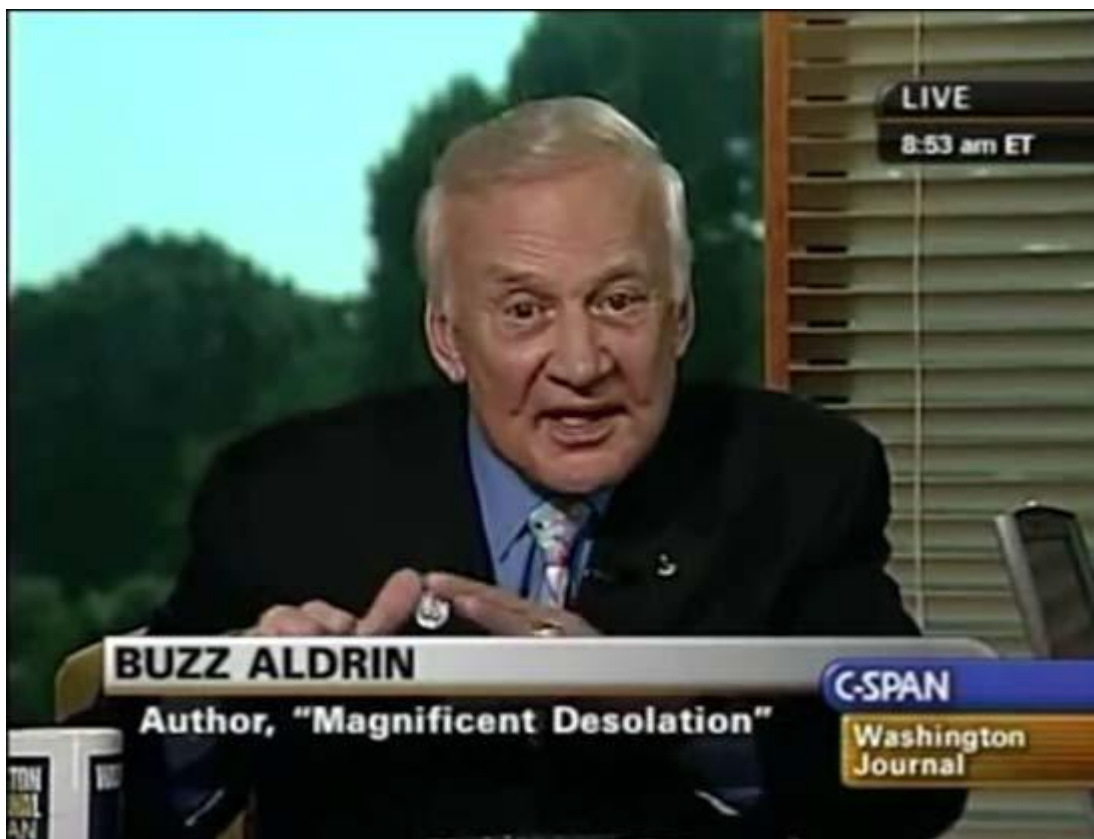 LIVE
8:53 am ET
BUZZ ALDRIN
Author, "Magnificent Desolation"
C-SPAN
Washington
Journal